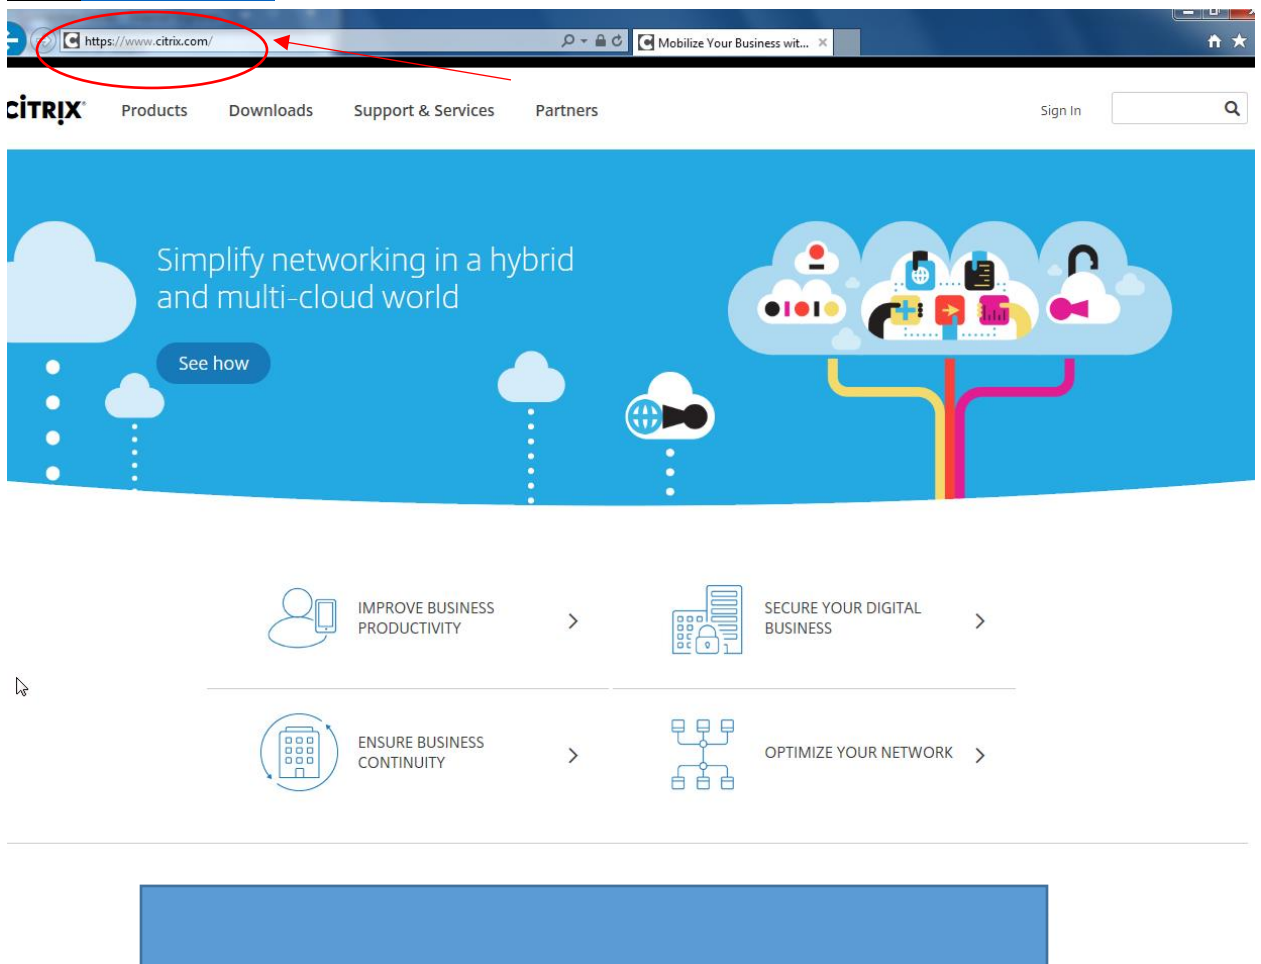 https://www.citrix.com/
Mobilize Your Business wit...
CİTRIX
Products Downloads Support & Services Partners Sign In
Simplify networking in a hybrid
and multi-cloud world
See how
IMPROVE BUSINESS
PRODUCTIVITY
SECURE YOUR DIGITAL
BUSINESS
ENSURE BUSINESS
CONTINUITY
OPTIMIZE YOUR NETWORK